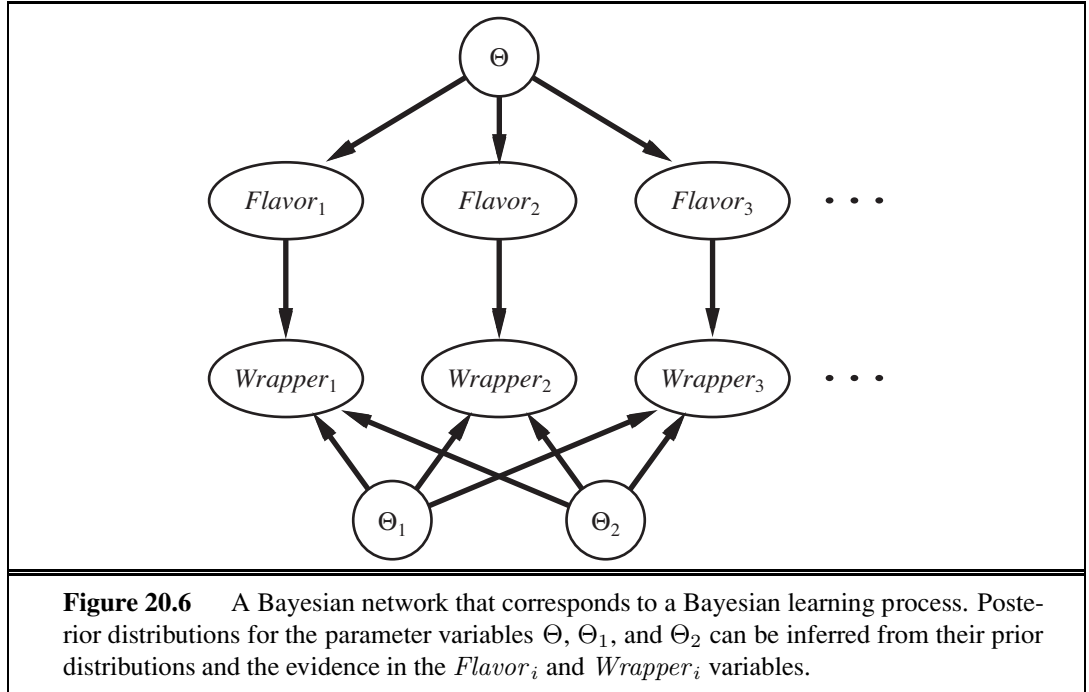 Θ
Flavor₁ Flavor₂ Flavor₃ . . .
Wrapper₁ Wrapper₂ Wrapper₃ . . .
Θ₁ Θ₂
Figure 20.6 A Bayesian network that corresponds to a Bayesian learning process. Poste-
rior distributions for the parameter variables Θ, Θ₁, and Θ₂ can be inferred from their prior
distributions and the evidence in the Flavorᵢ and Wrapperᵢ variables.